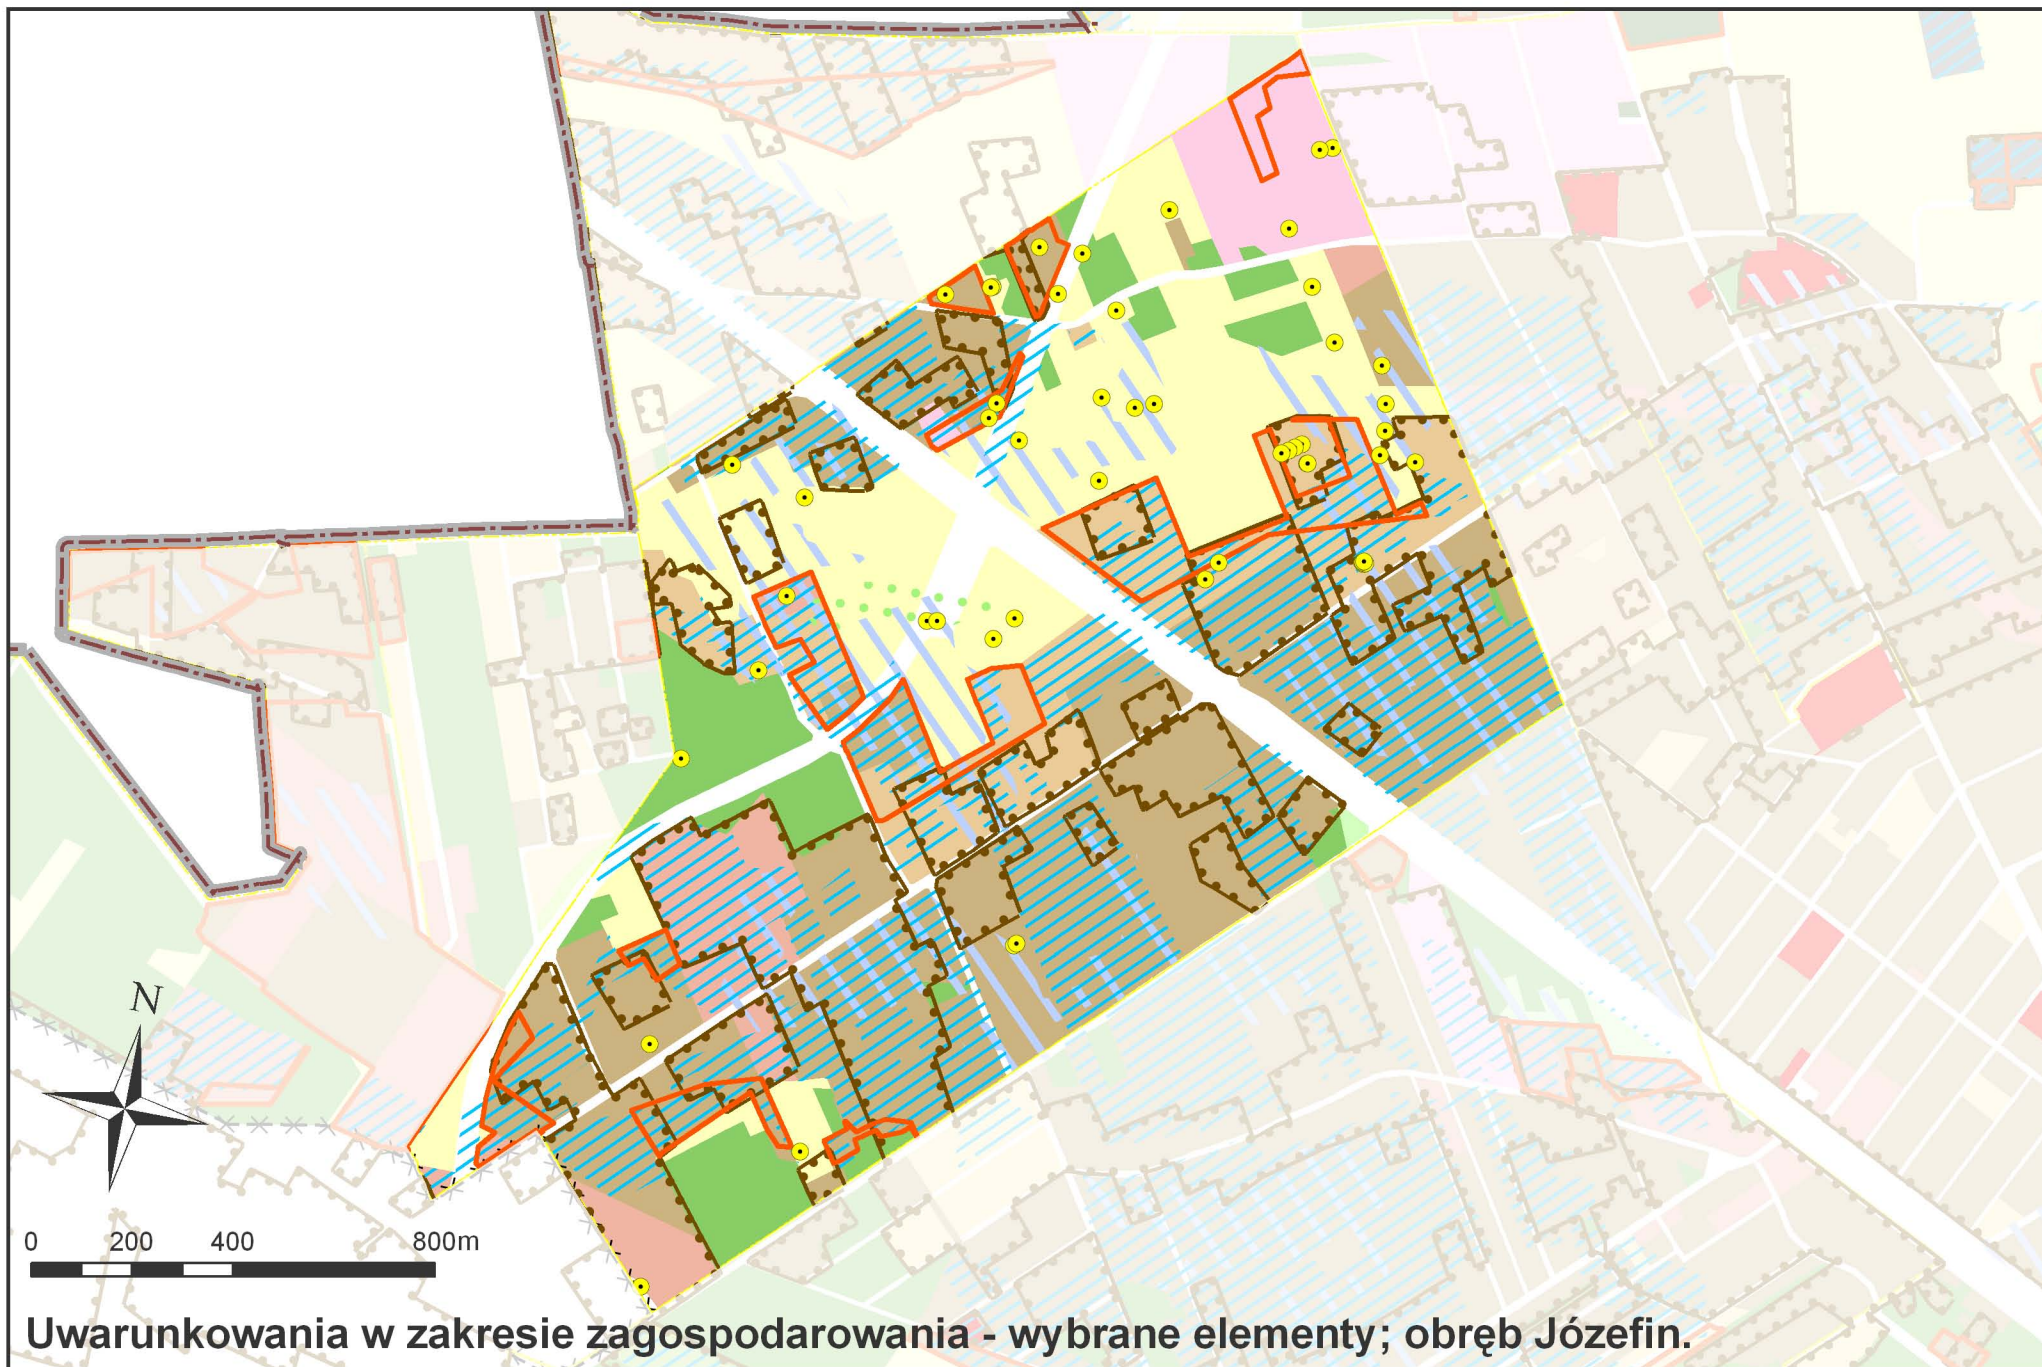 N
0 200 400 800m
Uwarunkowania w zakresie zagospodarowania - wybrane elementy; obręb Józefin.